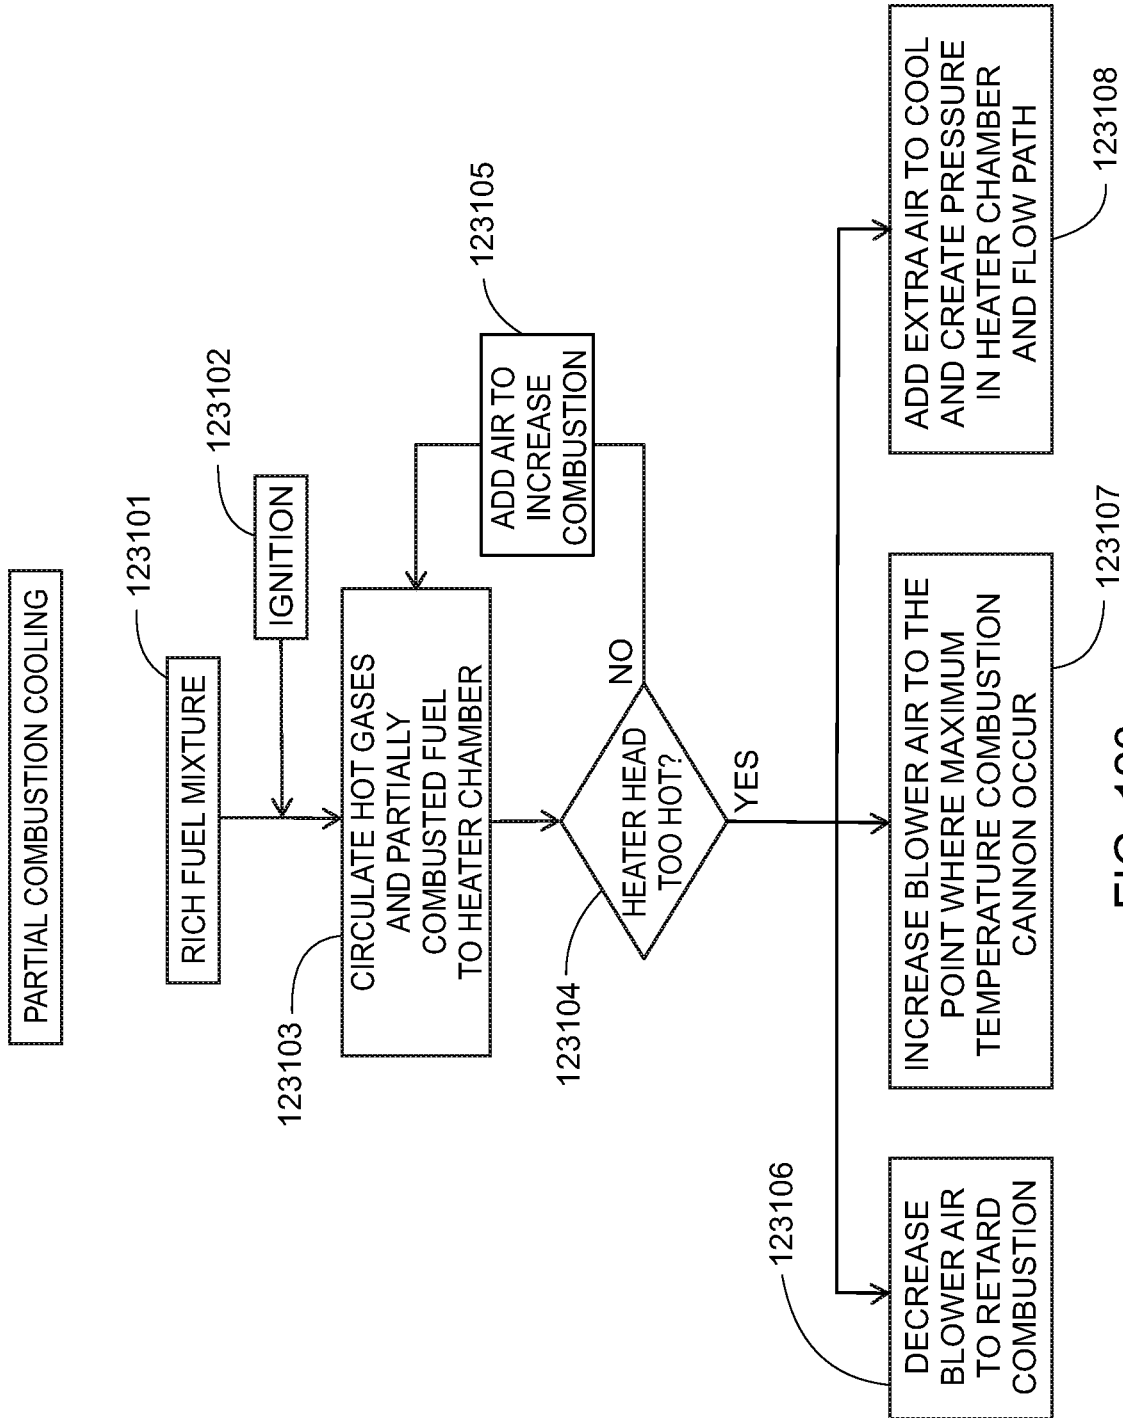 PARTIAL COMBUSTION COOLING
RICH FUEL MIXTURE
123101
IGNITION
123102
CIRCULATE HOT GASES
AND PARTIALLY
COMBUSTED FUEL
TO HEATER CHAMBER
123103
ADD AIR TO
INCREASE
COMBUSTION
123105
HEATER HEAD
TOO HOT?
123104
NO
YES
DECREASE
BLOWER AIR
TO RETARD
COMBUSTION
123106
INCREASE BLOWER AIR TO THE
POINT WHERE MAXIMUM
TEMPERATURE COMBUSTION
CANNON OCCUR
123107
ADD EXTRA AIR TO COOL
AND CREATE PRESSURE
IN HEATER CHAMBER
AND FLOW PATH
123108